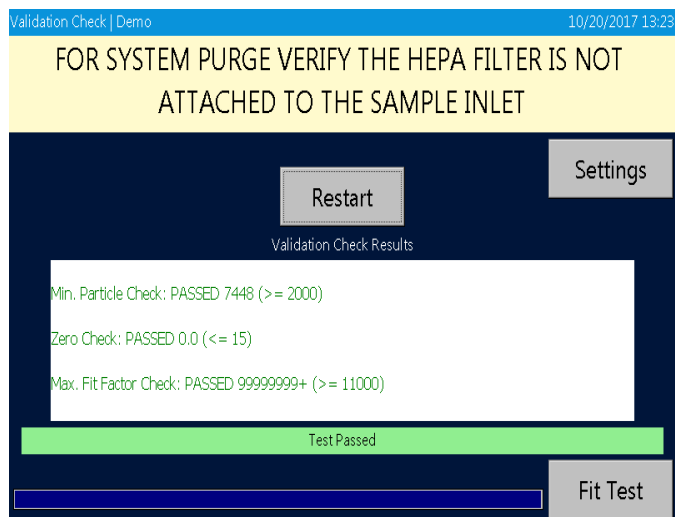 Validation Check | Demo 10/20/2017 13:23
FOR SYSTEM PURGE VERIFY THE HEPA FILTER IS NOT
ATTACHED TO THE SAMPLE INLET
Settings
Restart
Validation Check Results
Min. Particle Check: PASSED 7448 (>= 2000)
Zero Check: PASSED 0.0 (<= 15)
Max. Fit Factor Check: PASSED 99999999+ (>= 11000)
Test Passed
Fit Test